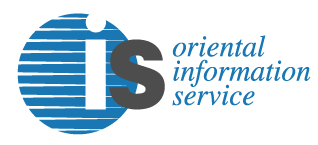 is
oriental
information
service